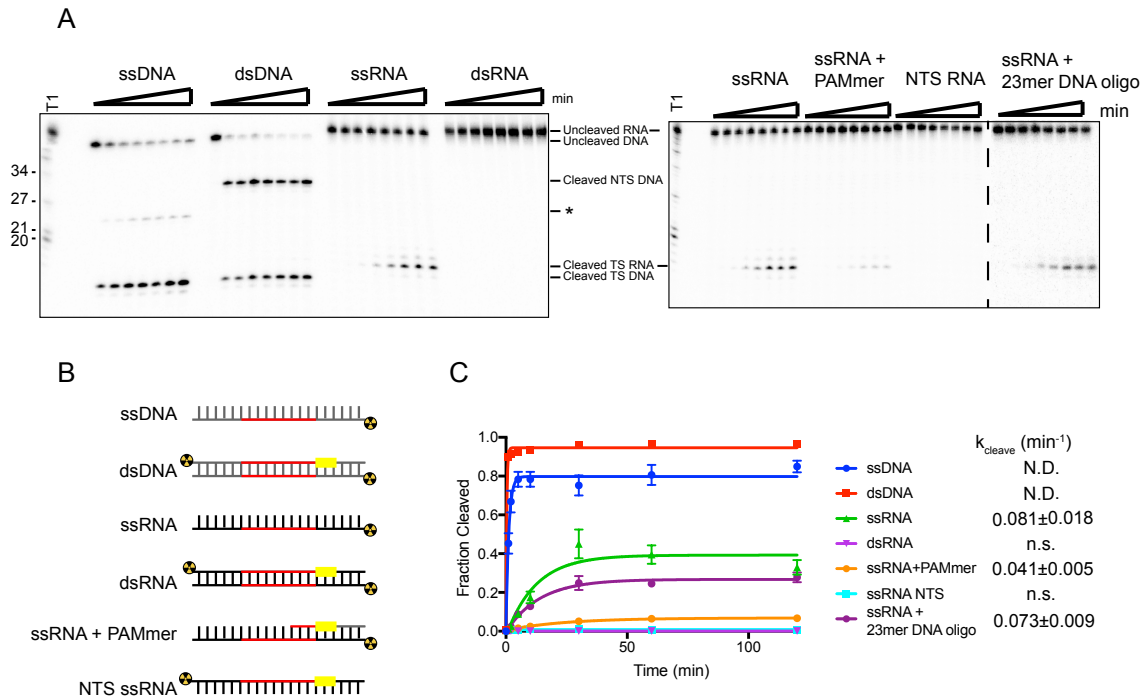 A
ssDNA
dsDNA
ssRNA
dsRNA
min
T1
34
27
21
20
Uncleaved RNA
Uncleaved DNA
Cleaved NTS DNA
*
Cleaved TS RNA
Cleaved TS DNA
ssRNA
ssRNA +
PAMmer
NTS RNA
ssRNA +
23mer DNA oligo
min
T1
B
ssDNA
dsDNA
ssRNA
dsRNA
ssRNA + PAMmer
NTS ssRNA
C
Fraction Cleaved
1.0
0.8
0.6
0.4
0.2
0.0
0 50 100
Time (min)
kcleave (min-1)
ssDNA N.D.
dsDNA N.D.
ssRNA 0.081±0.018
dsRNA n.s.
ssRNA+PAMmer 0.041±0.005
ssRNA NTS n.s.
ssRNA +
23mer DNA oligo 0.073±0.009